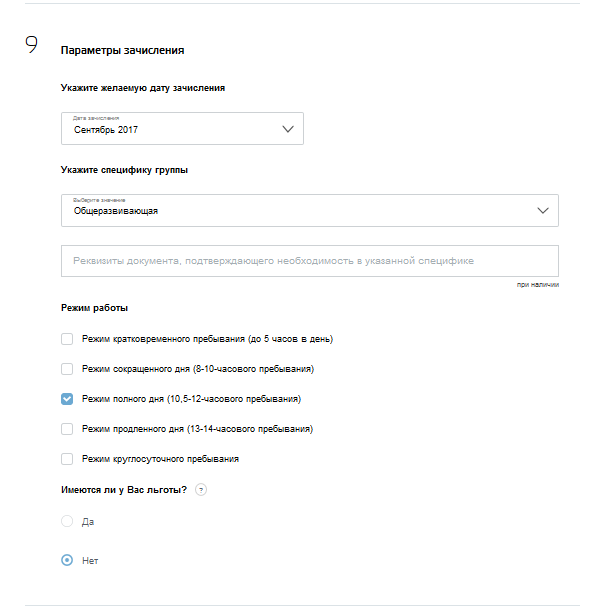 9
Параметры зачисления
Укажите желаемую дату зачисления
Дата зачисления
Сентябрь 2017
Укажите специфику группы
Выберите значение
Общеразвивающая
Реквизиты документа, подтверждающего необходимость в указанной специфике
при наличии
Режим работы
Режим кратковременного пребывания (до 5 часов в день)
Режим сокращенного дня (8-10-часового пребывания)
Режим полного дня (10,5-12-часового пребывания)
Режим продленного дня (13-14-часового пребывания)
Режим круглосуточного пребывания
Имеются ли у Вас льготы? ?
Да
Нет